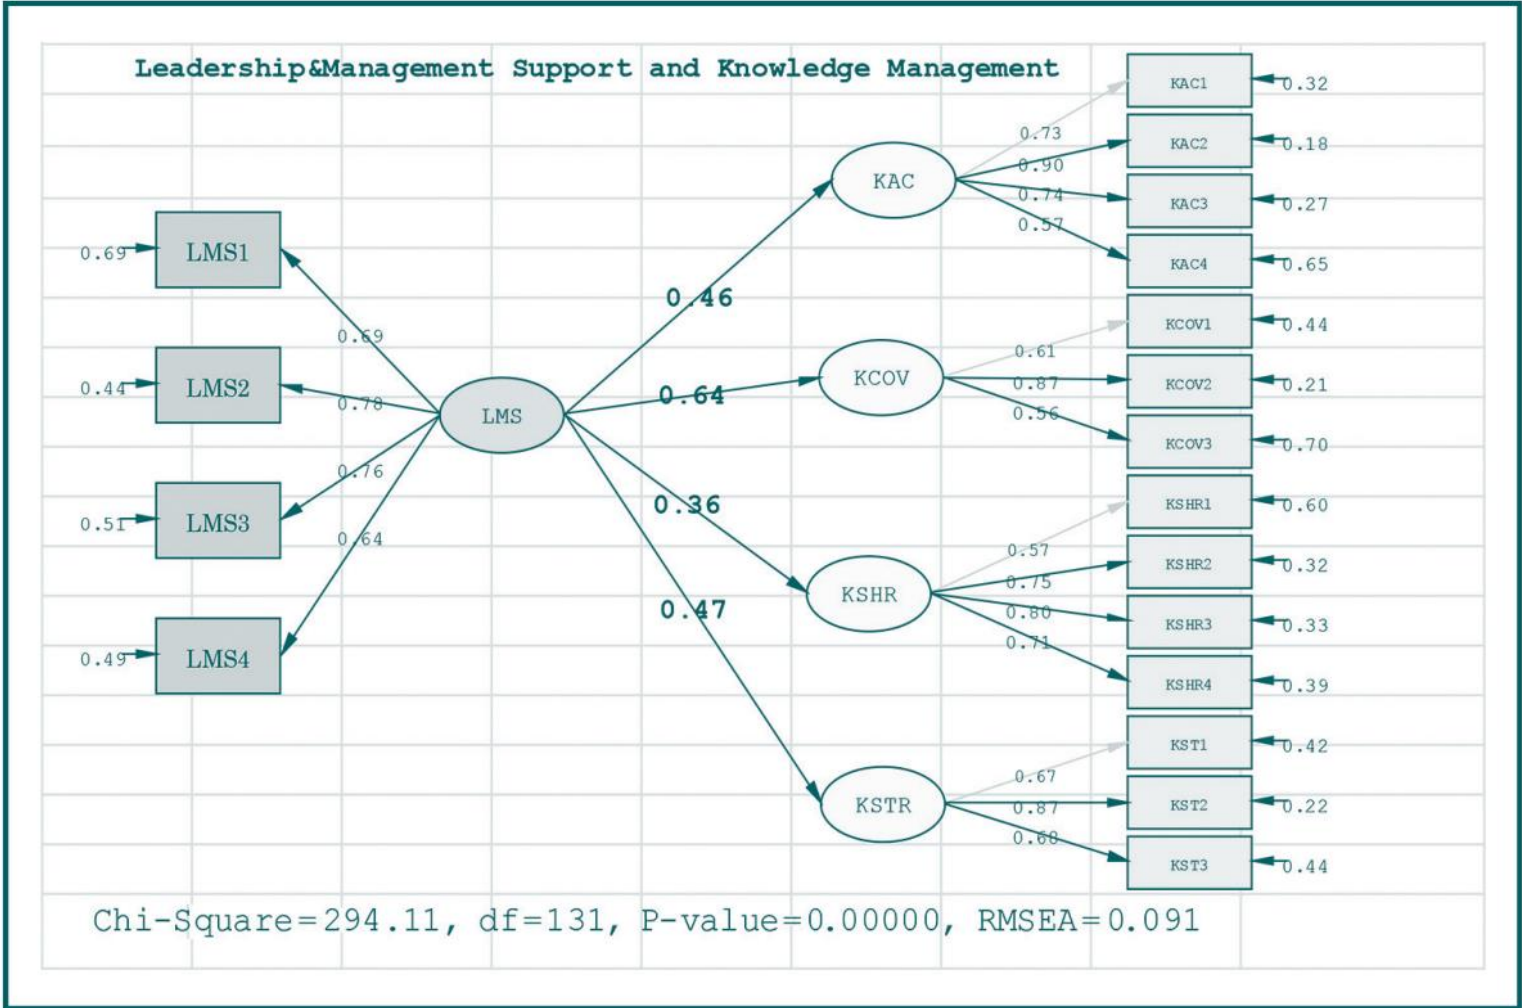 Leadership&Management Support and Knowledge Management
KAC1
0.32
0.73
KAC2
0.18
0.90
KAC
KAC3
0.27
0.74
0.57
KAC4
0.65
0.69
LMS1
0.46
KCOV1
0.44
0.69
0.61
KCOV
KCOV2
0.21
0.87
0.44
LMS2
0.78
0.64
0.56
LMS
KCOV3
0.70
0.76
0.36
KSHR1
0.60
0.51
LMS3
0.64
0.57
KSHR2
0.32
0.75
KSHR
0.80
KSHR3
0.33
0.47
0.71
0.49
LMS4
KSHR4
0.39
KST1
0.42
0.67
KSTR
0.87
KST2
0.22
0.68
KST3
0.44
Chi-Square=294.11, df=131, P-value=0.00000, RMSEA=0.091